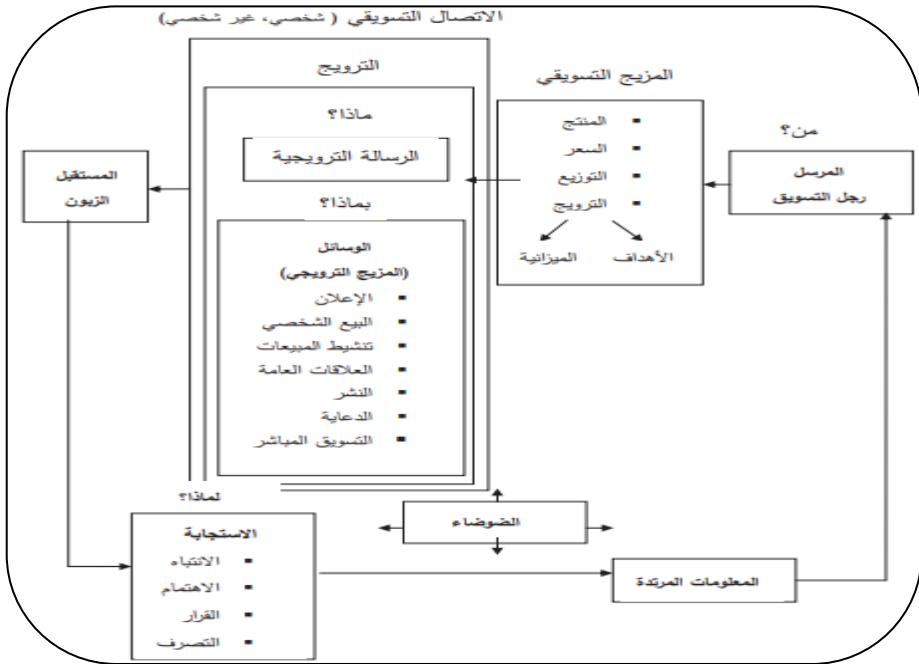 الاتصال التسويقي ( شخصي، غير شخصي)
الترويج
المزيج التسويقي
ماذا؟
المنتج
من؟
السعر
الرسالة الترويجية
المرسل
المستقبل
التوزيع
رجل التسويق
الزبون
بماذا؟
الترويج
الوسائل
الأهداف
الميزانية
(المزيج الترويجي)
الإعلان
البيع الشخصي
تنشيط المبيعات
العلاقات العامة
النشر
الدعاية
التسويق المباشر
لماذا؟
الضوضاء
الاستجابة
الانتباه
الاهتمام
المعلومات المرتدة
القرار
التصرف